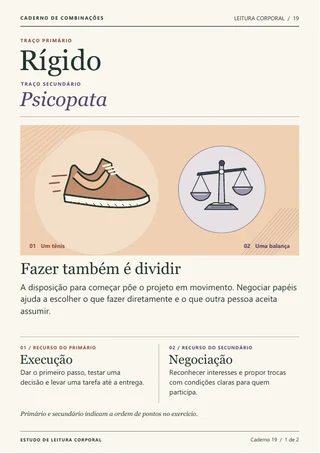 CADERNO DE COMBINAÇÕES
LEITURA CORPORAL / 19
TRAÇO PRIMÁRIO
Rígido
TRAÇO SECUNDÁRIO
Psicopata
01 Um tênis
02 Uma balança
Fazer também é dividir
A disposição para começar põe o projeto em movimento. Negociar papéis
ajuda a escolher o que fazer diretamente e o que outra pessoa aceita
assumir.
01 / RECURSO DO PRIMÁRIO
Execução
Dar o primeiro passo, testar uma
decisão e levar uma tarefa até a entrega.
02 / RECURSO DO SECUNDÁRIO
Negociação
Reconhecer interesses e propor trocas
com condições claras para quem
participa.
Primário e secundário indicam a ordem de pontos no exercício.
ESTUDO DE LEITURA CORPORAL
Caderno 19 / 1 de 2